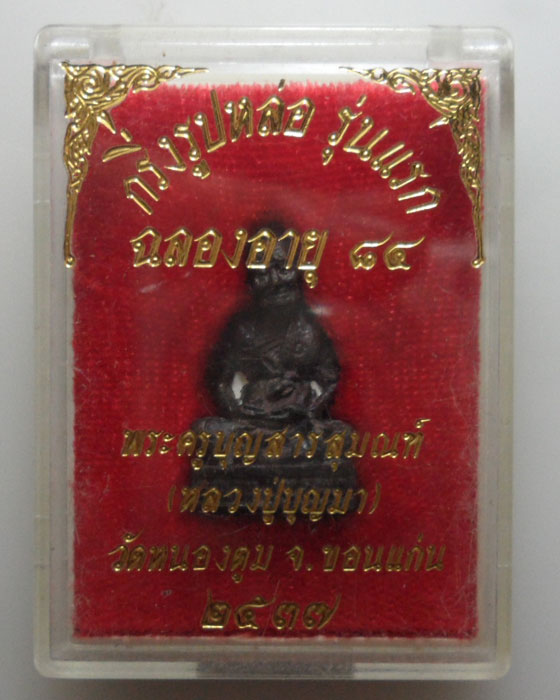 กริ่งรูปหล่อ รุ่นแรก
ฉลองอายุ ๘๔
พระครูบุญสารสุมณฑ์
(หลวงปู่บุญมา)
วัดหนองตูม จ.ขอนแก่น
๒๕๓๗